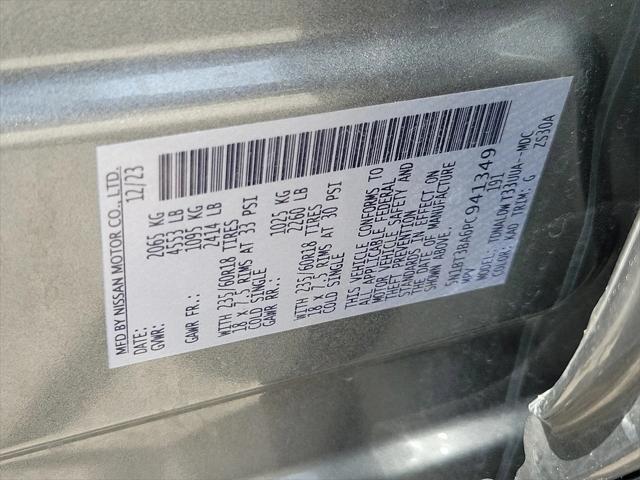 MFD BY NISSAN MOTOR CO., LTD.
DATE: 12/23
GVWR: 2065 KG
4553 LB
GAWR FR.: 1095 KG
2414 LB
WITH 235/60R18 TIRES
18 X 7.5 RIMS AT 33 PSI
COLD SINGLE
GAWR RR.: 1025 KG
2260 LB
WITH 235/60R18 TIRES
18 X 7.5 RIMS AT 30 PSI
COLD SINGLE
THIS VEHICLE CONFORMS TO
ALL APPLICABLE FEDERAL
MOTOR VEHICLE SAFETY AND
THEFT PREVENTION
STANDARDS IN EFFECT ON
THE DATE OF MANUFACTURE
SHOWN ABOVE.
5N1BT3BA0PC941349
MPV 191
MODEL: TDNALDWY33UUA--MDC
COLOR: KAD TRIM: G ZS30A